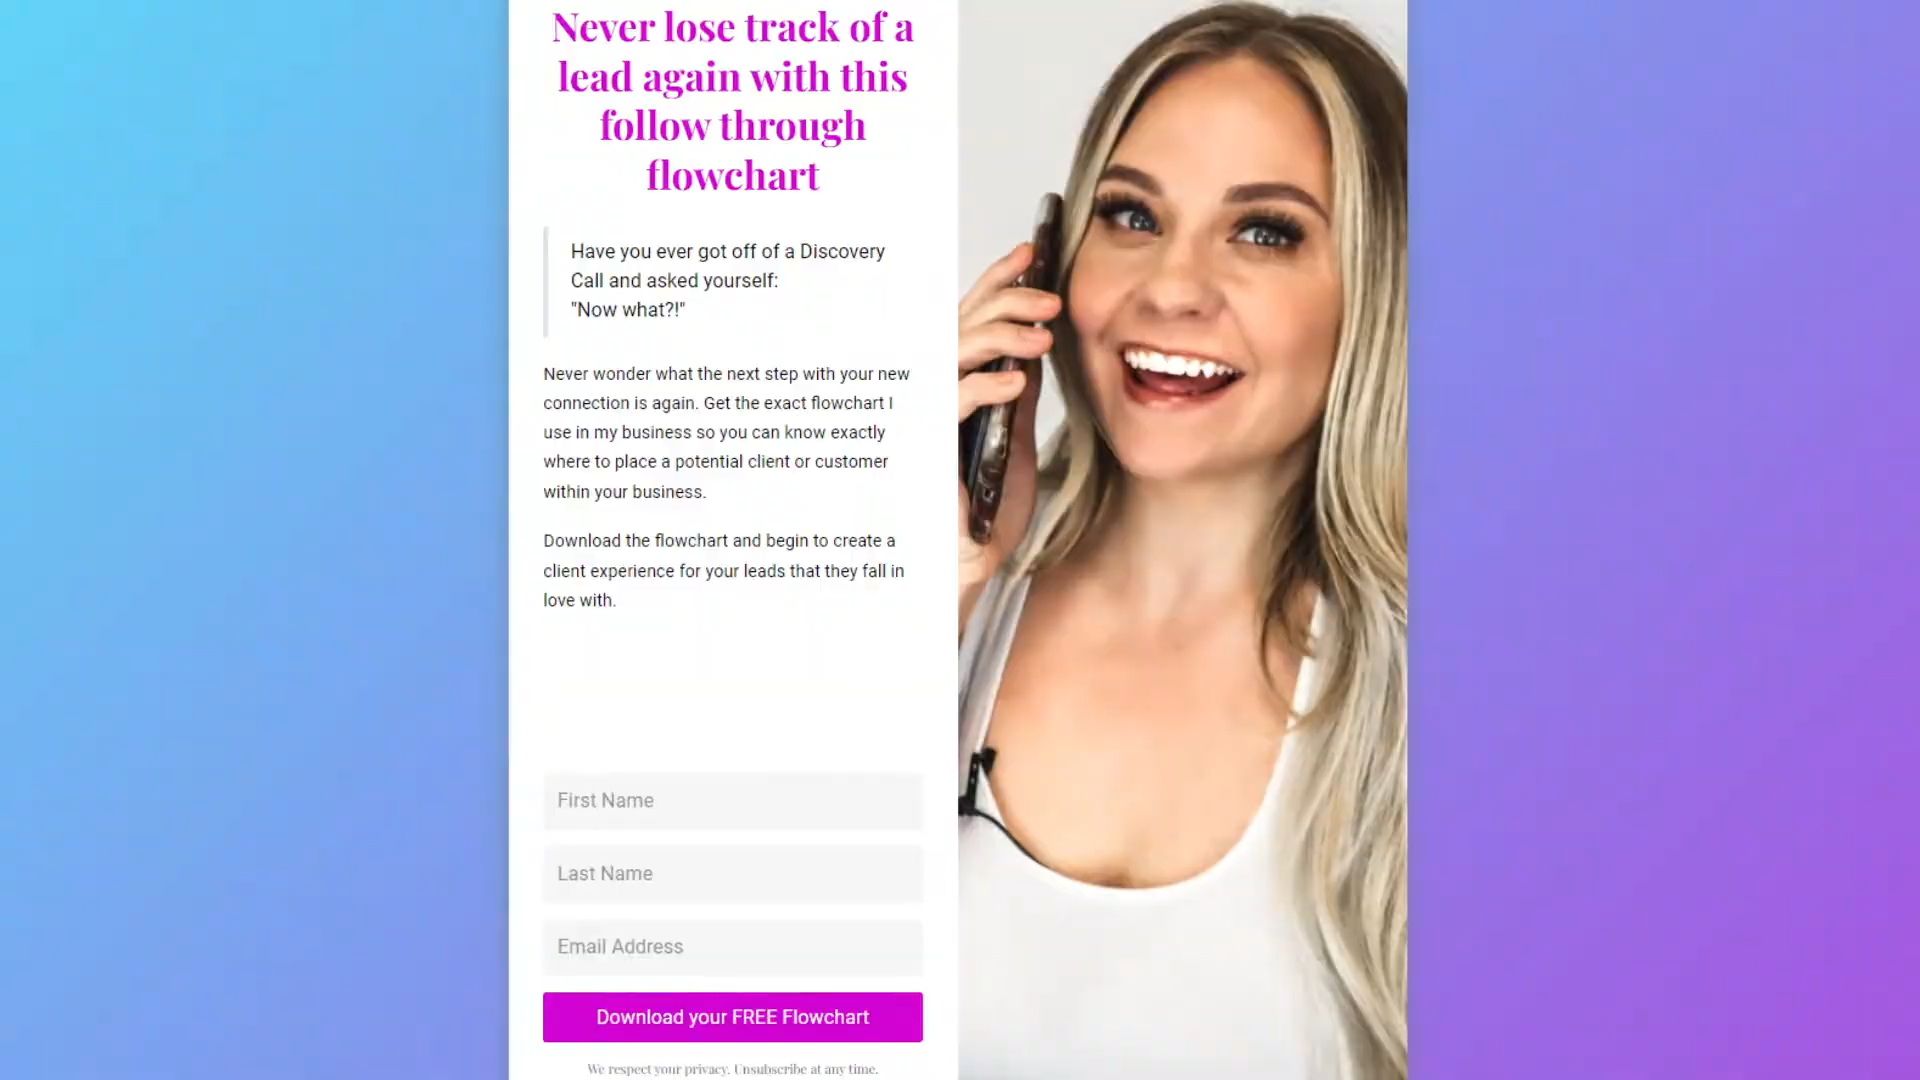 Never lose track of a
lead again with this
follow through
flowchart
Have you ever got off of a Discovery
Call and asked yourself:
"Now what?!"
Never wonder what the next step with your new
connection is again. Get the exact flowchart I
use in my business so you can know exactly
where to place a potential client or customer
within your business.
Download the flowchart and begin to create a
client experience for your leads that they fall in
love with.
First Name
Last Name
Email Address
Download your FREE Flowchart
We respect your privacy. Unsubscribe at any time.